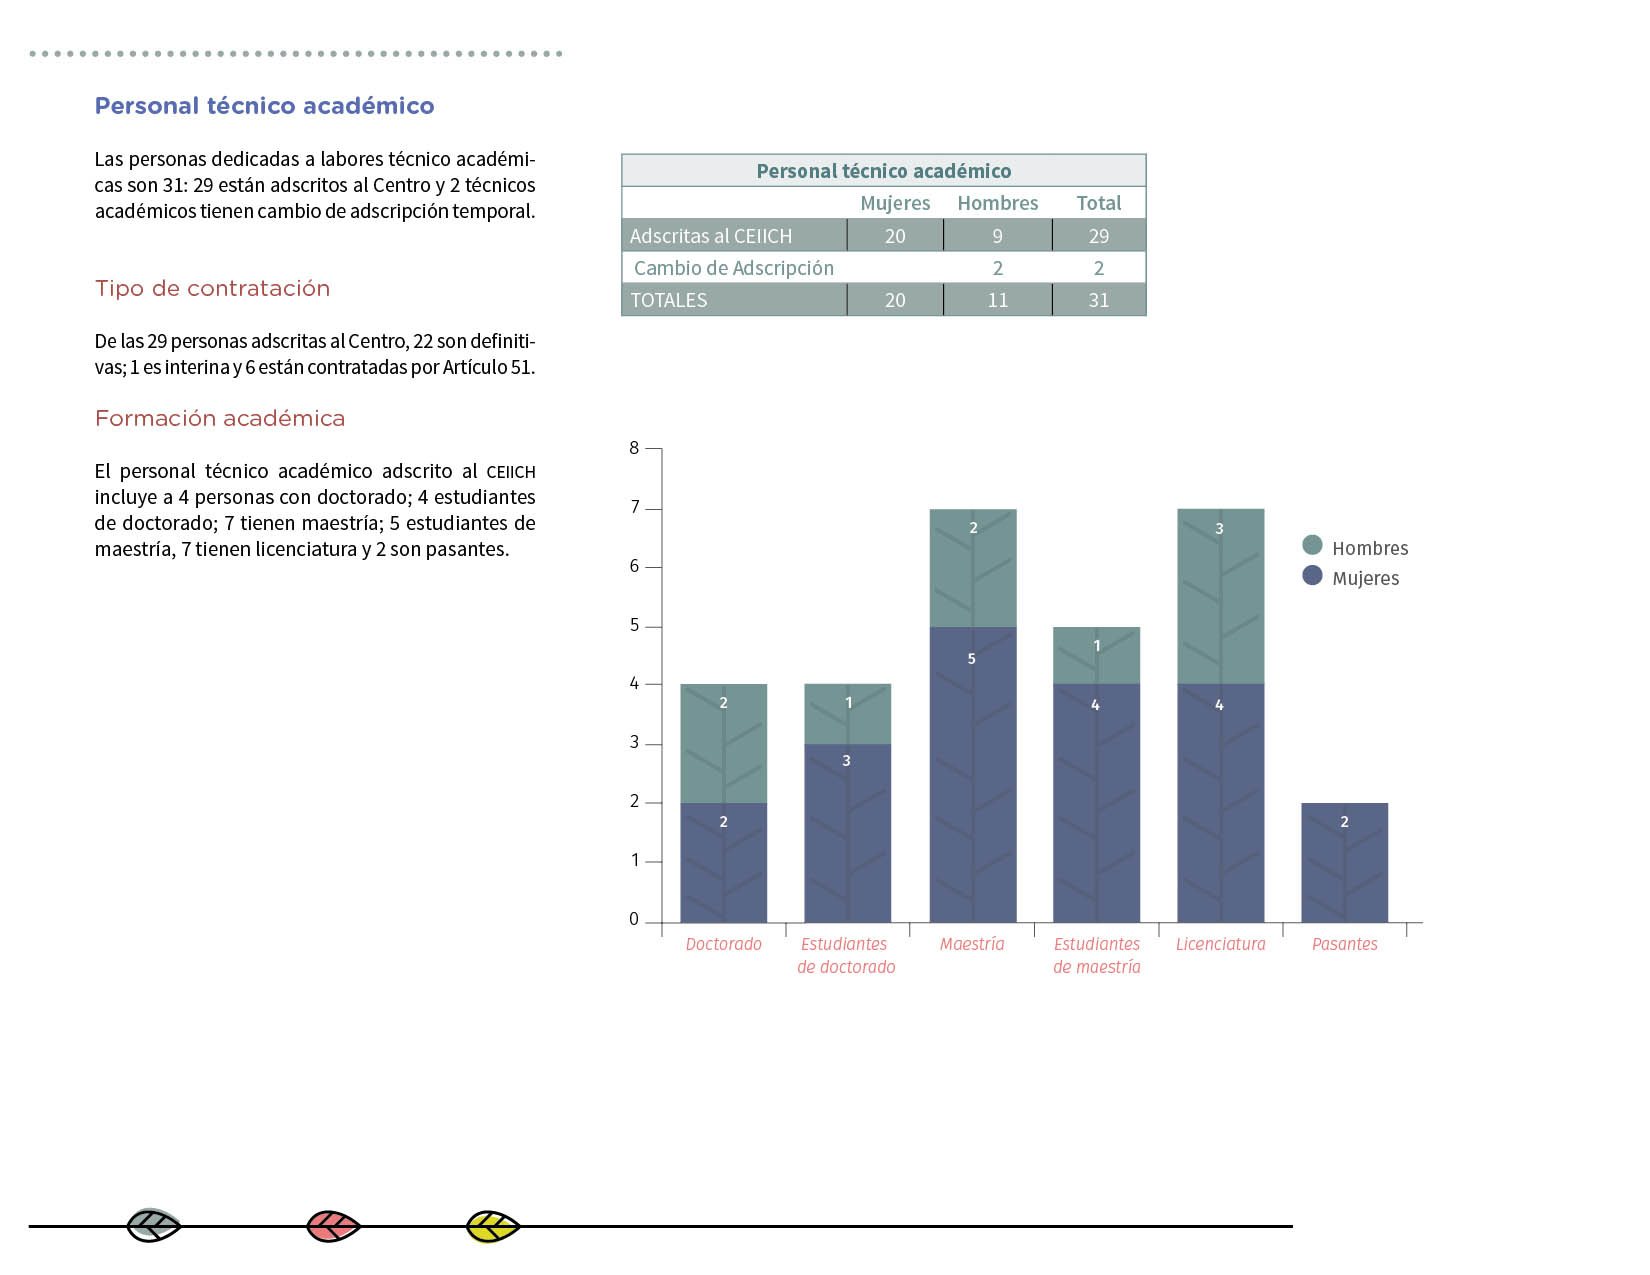 Personal técnico académico
Las personas dedicadas a labores técnico académi-
cas son 31: 29 están adscritos al Centro y 2 técnicos
académicos tienen cambio de adscripción temporal.
Tipo de contratación
De las 29 personas adscritas al Centro, 22 son definiti-
vas; 1 es interina y 6 están contratadas por Artículo 51.
Formación académica
El personal técnico académico adscrito al CEIICH
incluye a 4 personas con doctorado; 4 estudiantes
de doctorado; 7 tienen maestría; 5 estudiantes de
maestría, 7 tienen licenciatura y 2 son pasantes.
Personal técnico académico
Mujeres Hombres Total
Adscritas al CEIICH 20 9 29
Cambio de Adscripción 2 2
TOTALES 20 11 31
8
7
6
5
4
3
2
1
0
2
2
1
3
2
5
1
4
3
4
2
Doctorado
Estudiantes
de doctorado
Maestría
Estudiantes
de maestría
Licenciatura
Pasantes
Hombres
Mujeres